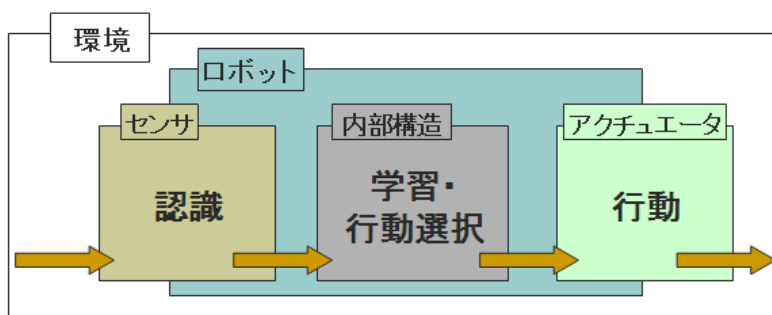 環境
ロボット
センサ
内部構造
アクチュエータ
認識
学習・
行動選択
行動